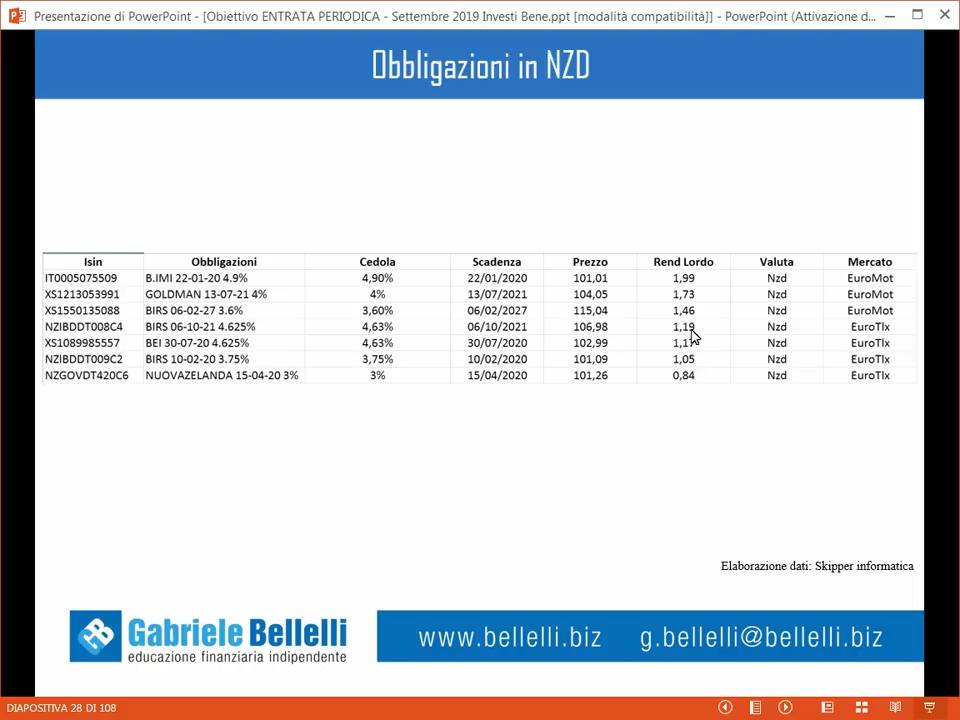 Presentazione di PowerPoint - [Obiettivo ENTRATA PERIODICA - Settembre 2019 Investi Bene.ppt [modalità compatibilità]] - PowerPoint (Attivazione d...
Obbligazioni in NZD
Isin Obbligazioni Cedola Scadenza Prezzo Rend Lordo Valuta Mercato
IT0005075509 B.IMI 22-01-20 4.9% 4,90% 22/01/2020 101,01 1,99 Nzd EuroMot
XS1213053991 GOLDMAN 13-07-21 4% 4% 13/07/2021 104,05 1,73 Nzd EuroMot
XS1550135088 BIRS 06-02-27 3.6% 3,60% 06/02/2027 115,04 1,46 Nzd EuroMot
NZIBDDT008C4 BIRS 06-10-21 4.625% 4,63% 06/10/2021 106,98 1,19 Nzd EuroTlx
XS1089985557 BEI 30-07-20 4.625% 4,63% 30/07/2020 102,99 Nzd EuroTlx
NZIBDDT009C2 BIRS 10-02-20 3.75% 3,75% 10/02/2020 101,09 1,05 Nzd EuroTlx
NZGOVDT420C6 NUOVAZELANDA 15-04-20 3% 3% 15/04/2020 101,26 0,84 Nzd EuroTlx
Elaborazione dati: Skipper informatica
Gabriele Bellelli
educazione finanziaria indipendente
www.bellelli.biz g.bellelli@bellelli.biz
DIAPOSITIVA 28 DI 108